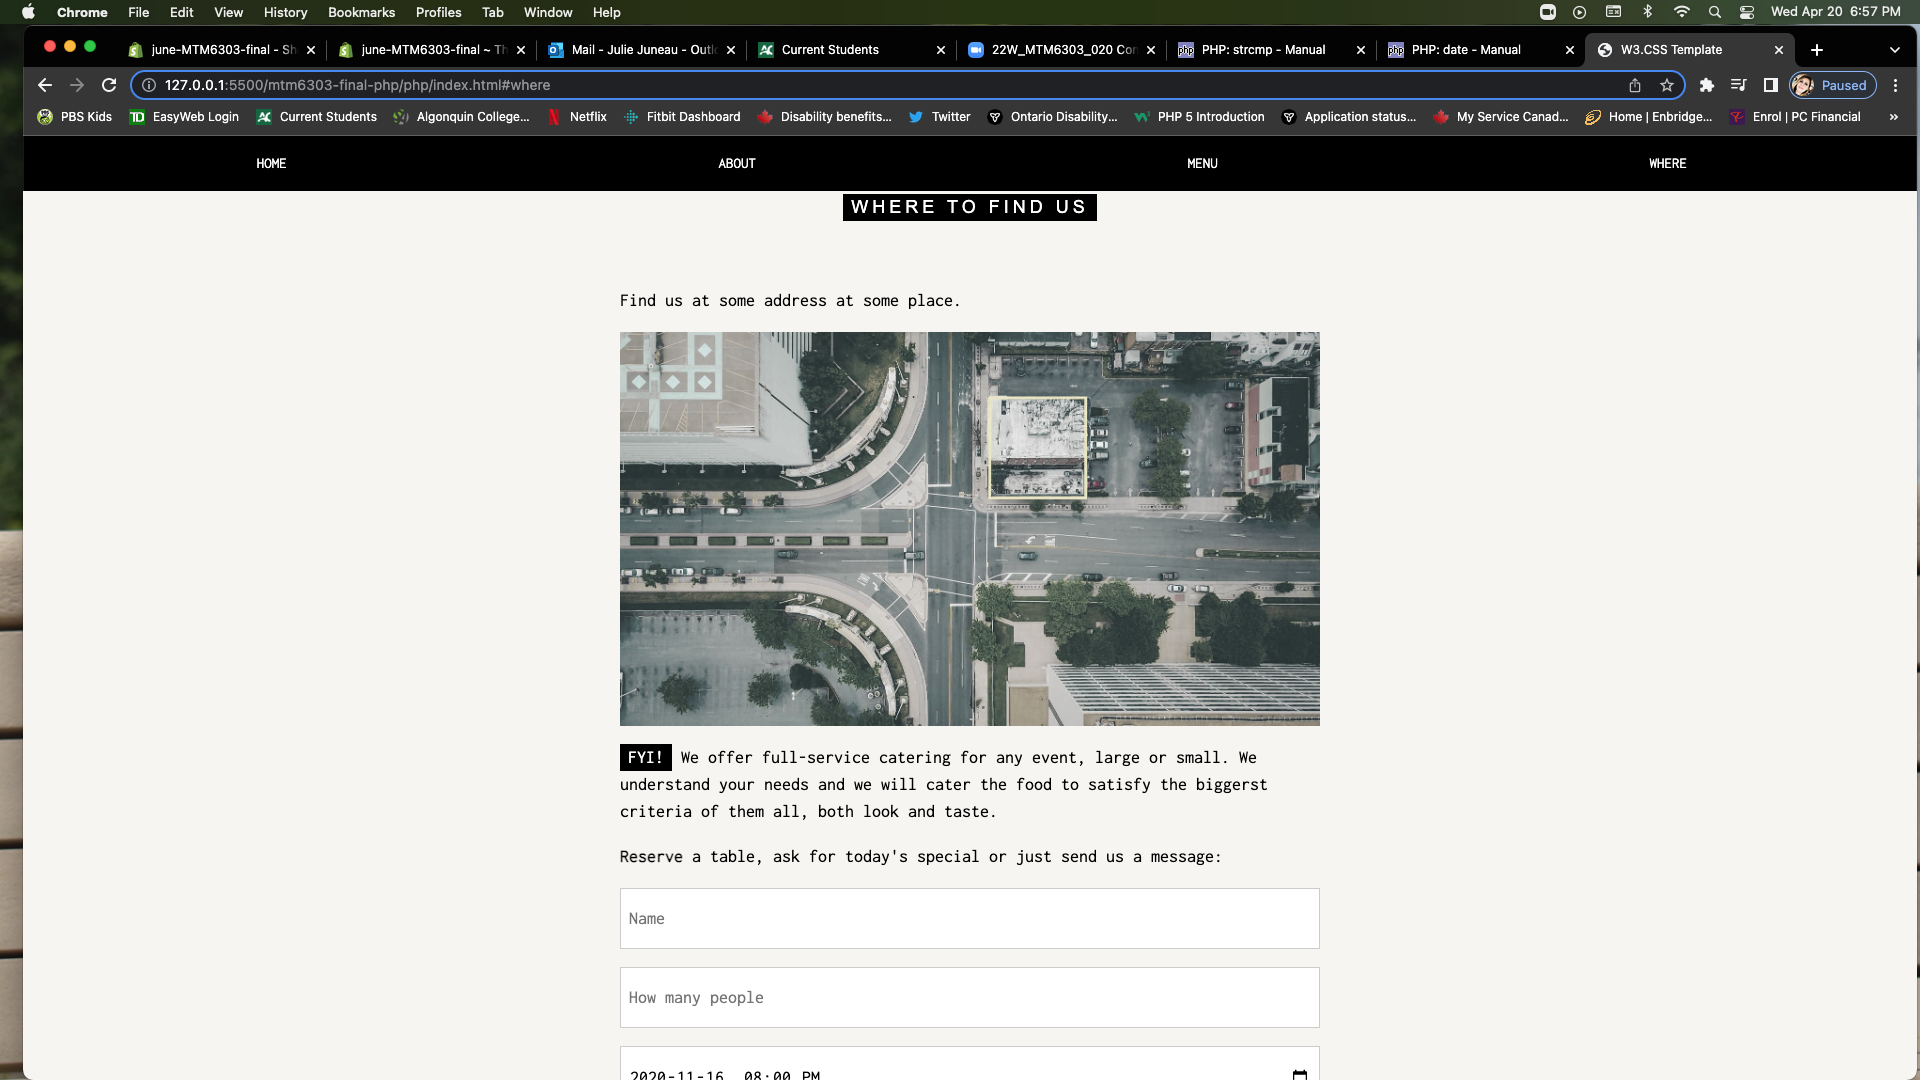 Chrome File Edit View History Bookmarks Profiles Tab Window Help Wed Apr 20 6:57 PM
june-MTM6303-final - Sh june-MTM6303-final ~ Th Mail - Julie Juneau - Outlo Current Students 22W_MTM6303_020 Con PHP: strcmp - Manual PHP: date - Manual W3.CSS Template
127.0.0.1:5500/mtm6303-final-php/php/index.html#where Paused
PBS Kids EasyWeb Login Current Students Algonquin College... Netflix Fitbit Dashboard Disability benefits... Twitter Ontario Disability... PHP 5 Introduction Application status... My Service Canad... Home | Enbridge... Enrol | PC Financial »
HOME ABOUT MENU WHERE
WHERE TO FIND US
Find us at some address at some place.
FYI! We offer full-service catering for any event, large or small. We
understand your needs and we will cater the food to satisfy the biggerst
criteria of them all, both look and taste.
Reserve a table, ask for today's special or just send us a message:
Name
How many people
2020-11-16, 08:00 PM